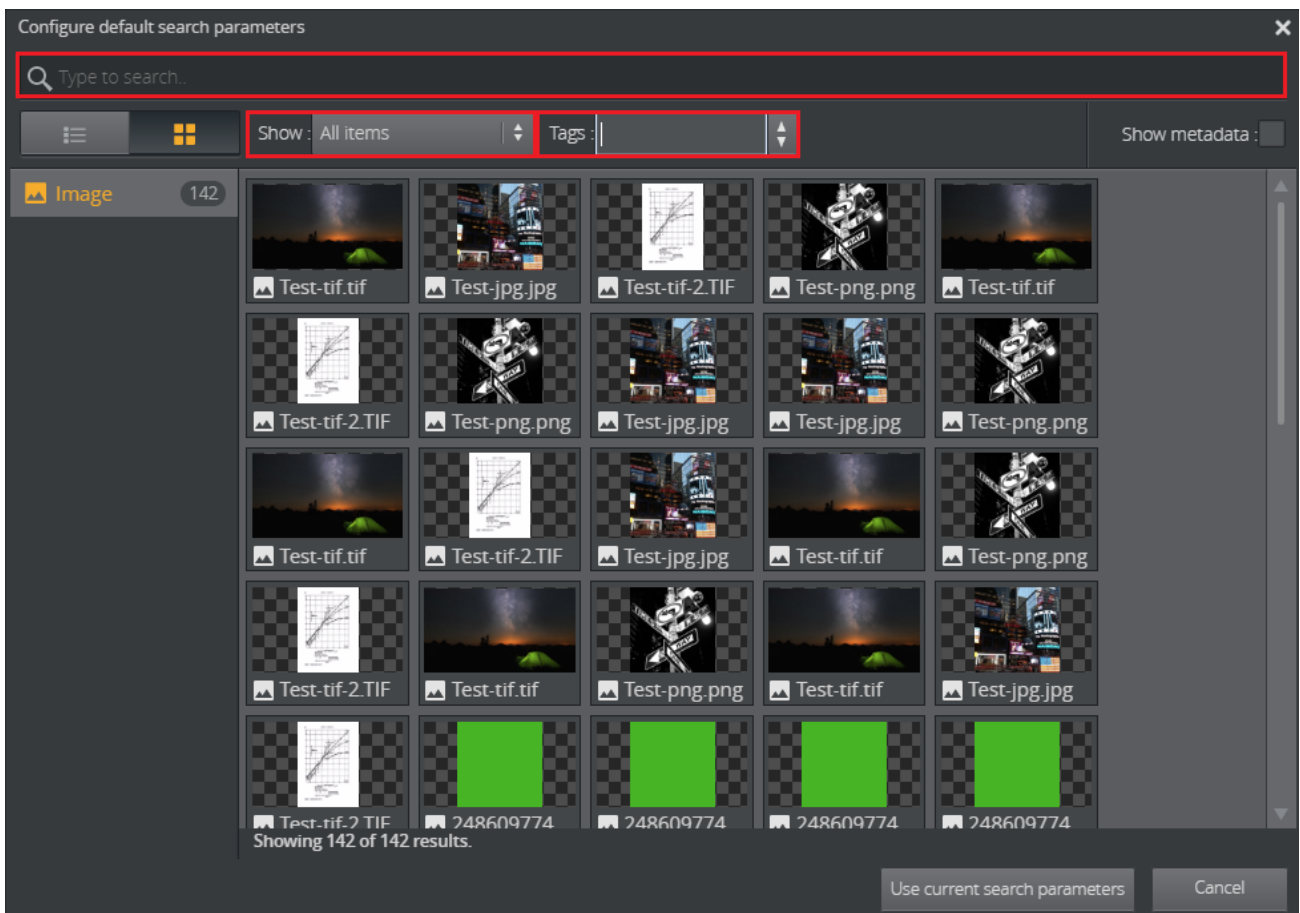 Configure default search parameters
Type to search..
Show : All items Tags : Show metadata :
Image 142
Test-tif.tif Test-jpg.jpg Test-tif-2.TIF Test-png.png Test-tif.tif
Test-tif-2.TIF Test-png.png Test-jpg.jpg Test-jpg.jpg Test-png.png
Test-tif.tif Test-tif-2.TIF Test-jpg.jpg Test-tif.tif Test-png.png
Test-tif-2.TIF Test-tif.tif Test-png.png Test-tif.tif Test-jpg.jpg
Test-tif-2.TIF 248609774 248609774 248609774 248609774
Showing 142 of 142 results.
Use current search parameters Cancel